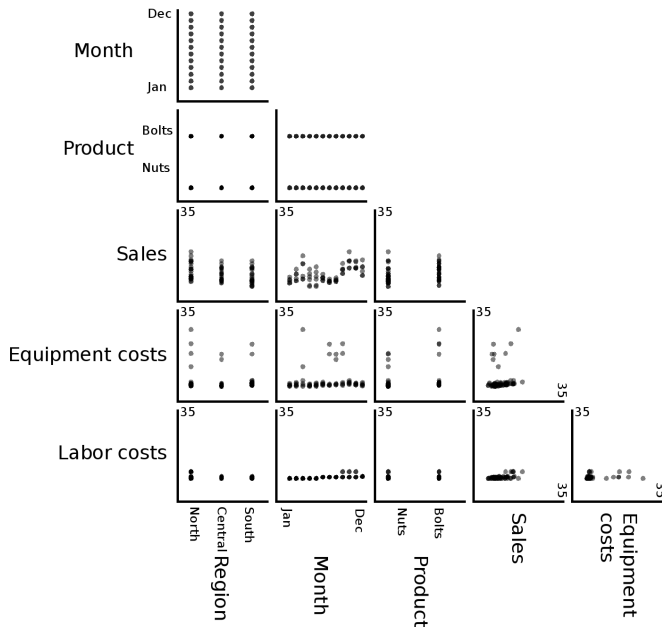 Dec
Month
Jan
Bolts
Product
Nuts
35
35
35
Sales
35
35
35
35
Equipment costs
35
35
35
35
35
35
Labor costs
35
35
North
Central
South
Jan
Dec
Nuts
Bolts
Region
Month
Product
Sales
Equipment
costs